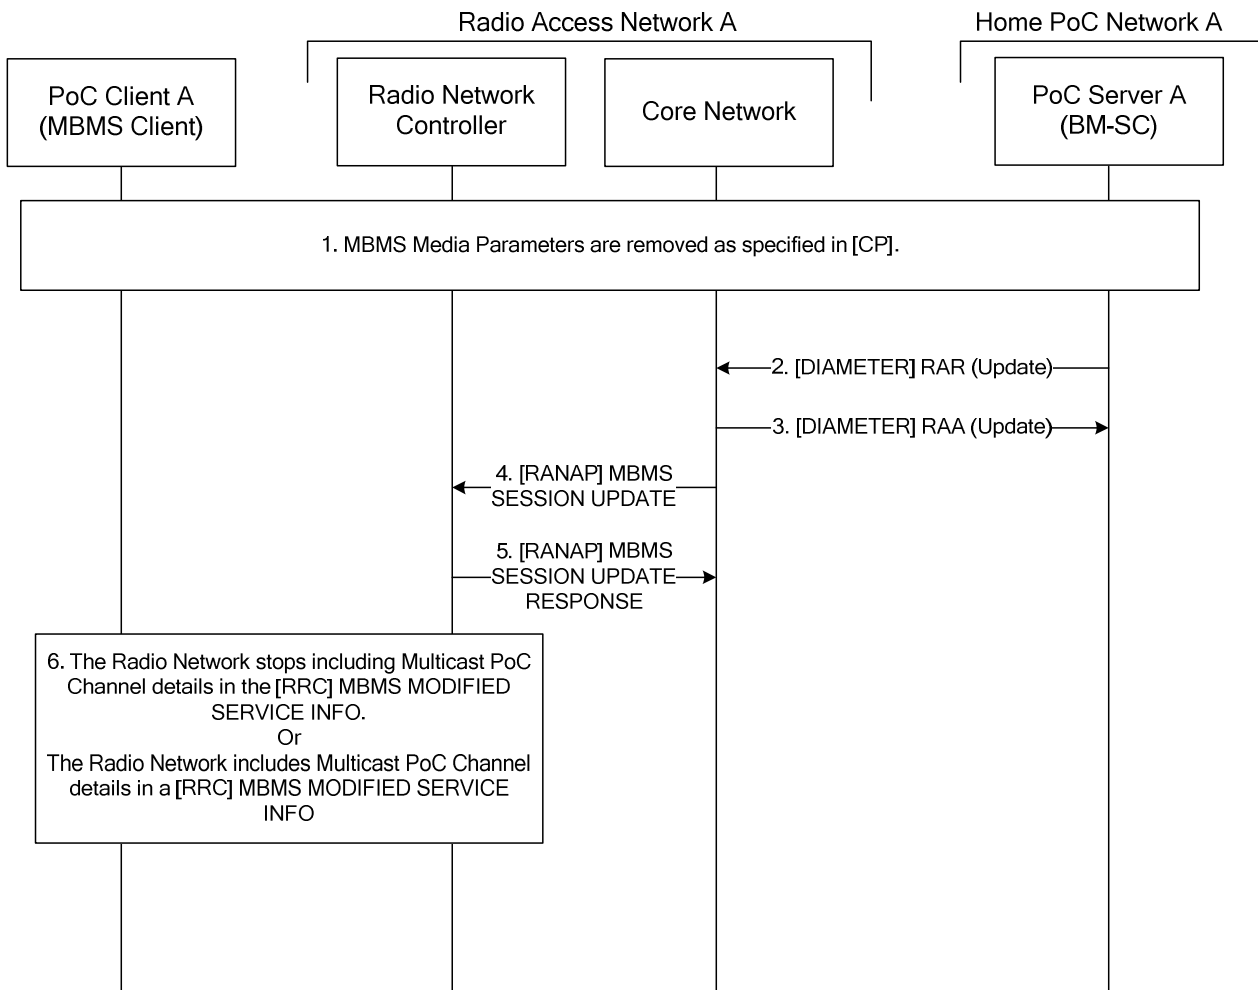 Radio Access Network A
Home PoC Network A
PoC Client A
(MBMS Client)
Radio Network
Controller
Core Network
PoC Server A
(BM-SC)
1. MBMS Media Parameters are removed as specified in [CP].
2. [DIAMETER] RAR (Update)
3. [DIAMETER] RAA (Update)
4. [RANAP] MBMS
SESSION UPDATE
5. [RANAP] MBMS
SESSION UPDATE
RESPONSE
6. The Radio Network stops including Multicast PoC
Channel details in the [RRC] MBMS MODIFIED
SERVICE INFO.
Or
The Radio Network includes Multicast PoC Channel
details in a [RRC] MBMS MODIFIED SERVICE
INFO